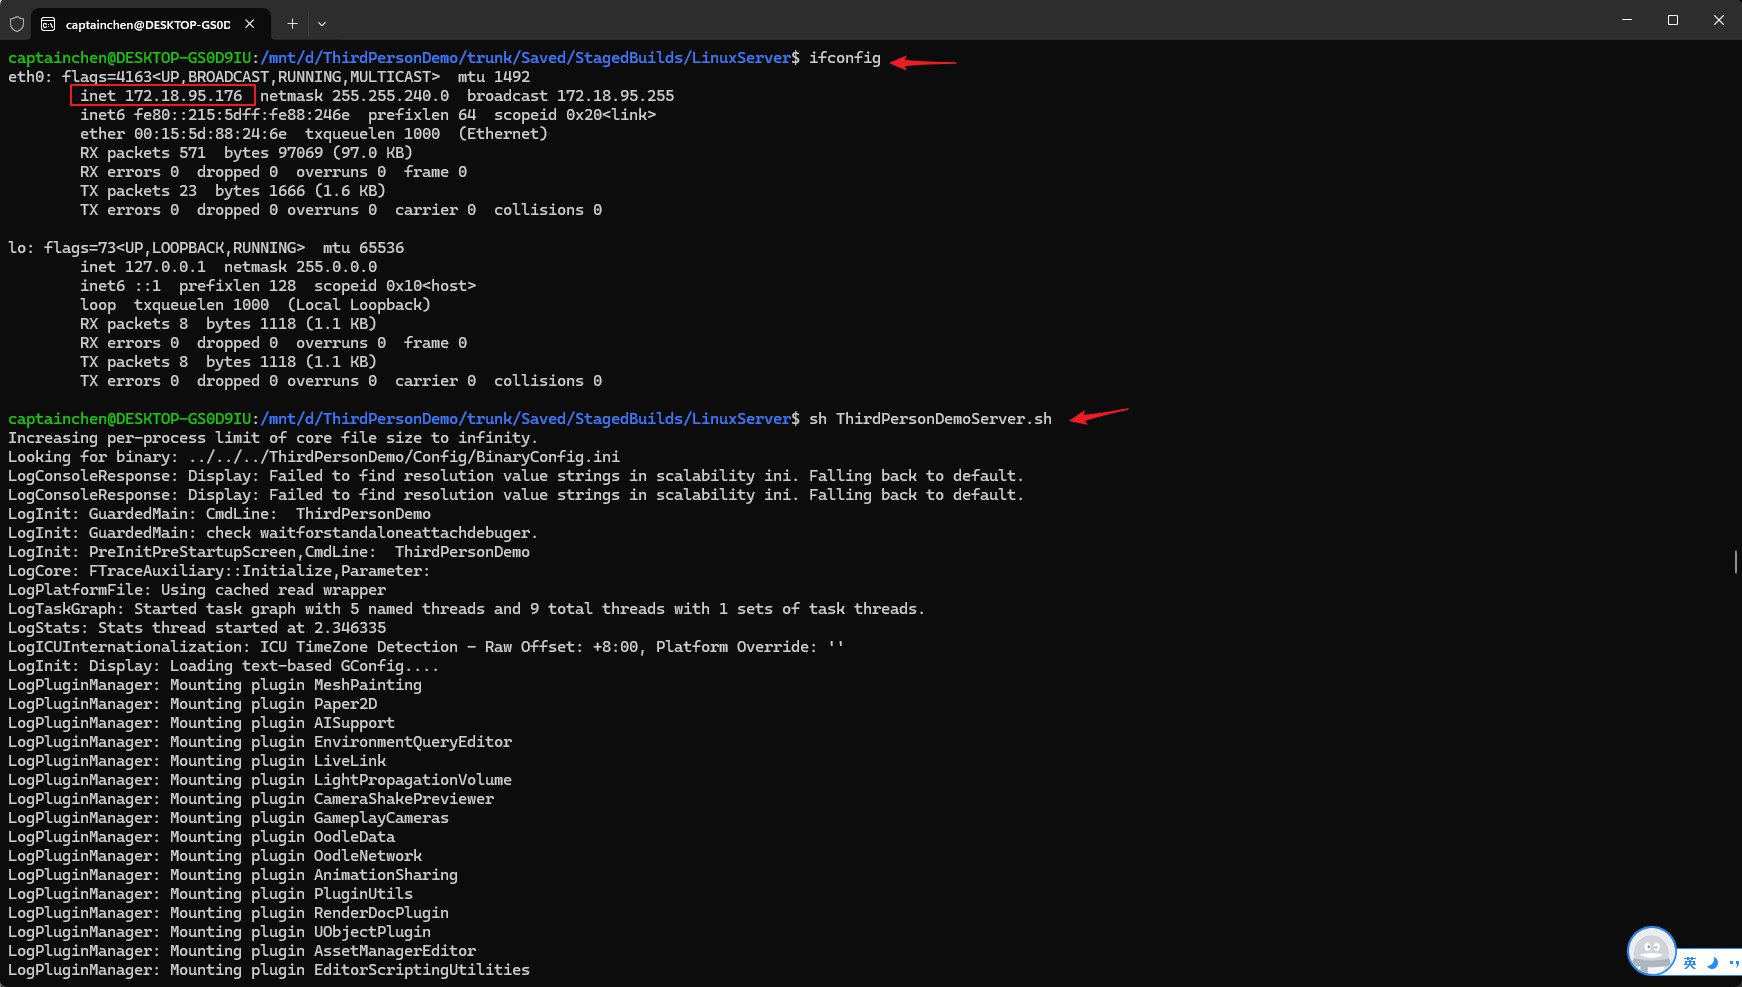 captainchen@DESKTOP-GS0D
captainchen@DESKTOP-GS0D9IU:/mnt/d/ThirdPersonDemo/trunk/Saved/StagedBuilds/LinuxServer$ ifconfig
eth0: flags=4163<UP,BROADCAST,RUNNING,MULTICAST>  mtu 1492
        inet 172.18.95.176  netmask 255.255.240.0  broadcast 172.18.95.255
        inet6 fe80::215:5dff:fe88:246e  prefixlen 64  scopeid 0x20<link>
        ether 00:15:5d:88:24:6e  txqueuelen 1000  (Ethernet)
        RX packets 571  bytes 97069 (97.0 KB)
        RX errors 0  dropped 0  overruns 0  frame 0
        TX packets 23  bytes 1666 (1.6 KB)
        TX errors 0  dropped 0 overruns 0  carrier 0  collisions 0
lo: flags=73<UP,LOOPBACK,RUNNING>  mtu 65536
        inet 127.0.0.1  netmask 255.0.0.0
        inet6 ::1  prefixlen 128  scopeid 0x10<host>
        loop  txqueuelen 1000  (Local Loopback)
        RX packets 8  bytes 1118 (1.1 KB)
        RX errors 0  dropped 0  overruns 0  frame 0
        TX packets 8  bytes 1118 (1.1 KB)
        TX errors 0  dropped 0 overruns 0  carrier 0  collisions 0
captainchen@DESKTOP-GS0D9IU:/mnt/d/ThirdPersonDemo/trunk/Saved/StagedBuilds/LinuxServer$ sh ThirdPersonDemoServer.sh
Increasing per-process limit of core file size to infinity.
Looking for binary: ../../../ThirdPersonDemo/Config/BinaryConfig.ini
LogConsoleResponse: Display: Failed to find resolution value strings in scalability ini. Falling back to default.
LogConsoleResponse: Display: Failed to find resolution value strings in scalability ini. Falling back to default.
LogInit: GuardedMain: CmdLine:  ThirdPersonDemo
LogInit: GuardedMain: check waitforstandaloneattachdebuger.
LogInit: PreInitPreStartupScreen,CmdLine:  ThirdPersonDemo
LogCore: FTraceAuxiliary::Initialize,Parameter:
LogPlatformFile: Using cached read wrapper
LogTaskGraph: Started task graph with 5 named threads and 9 total threads with 1 sets of task threads.
LogStats: Stats thread started at 2.346335
LogICUInternationalization: ICU TimeZone Detection - Raw Offset: +8:00, Platform Override: ''
LogInit: Display: Loading text-based GConfig....
LogPluginManager: Mounting plugin MeshPainting
LogPluginManager: Mounting plugin Paper2D
LogPluginManager: Mounting plugin AISupport
LogPluginManager: Mounting plugin EnvironmentQueryEditor
LogPluginManager: Mounting plugin LiveLink
LogPluginManager: Mounting plugin LightPropagationVolume
LogPluginManager: Mounting plugin CameraShakePreviewer
LogPluginManager: Mounting plugin GameplayCameras
LogPluginManager: Mounting plugin OodleData
LogPluginManager: Mounting plugin OodleNetwork
LogPluginManager: Mounting plugin AnimationSharing
LogPluginManager: Mounting plugin PluginUtils
LogPluginManager: Mounting plugin RenderDocPlugin
LogPluginManager: Mounting plugin UObjectPlugin
LogPluginManager: Mounting plugin AssetManagerEditor
LogPluginManager: Mounting plugin EditorScriptingUtilities
英